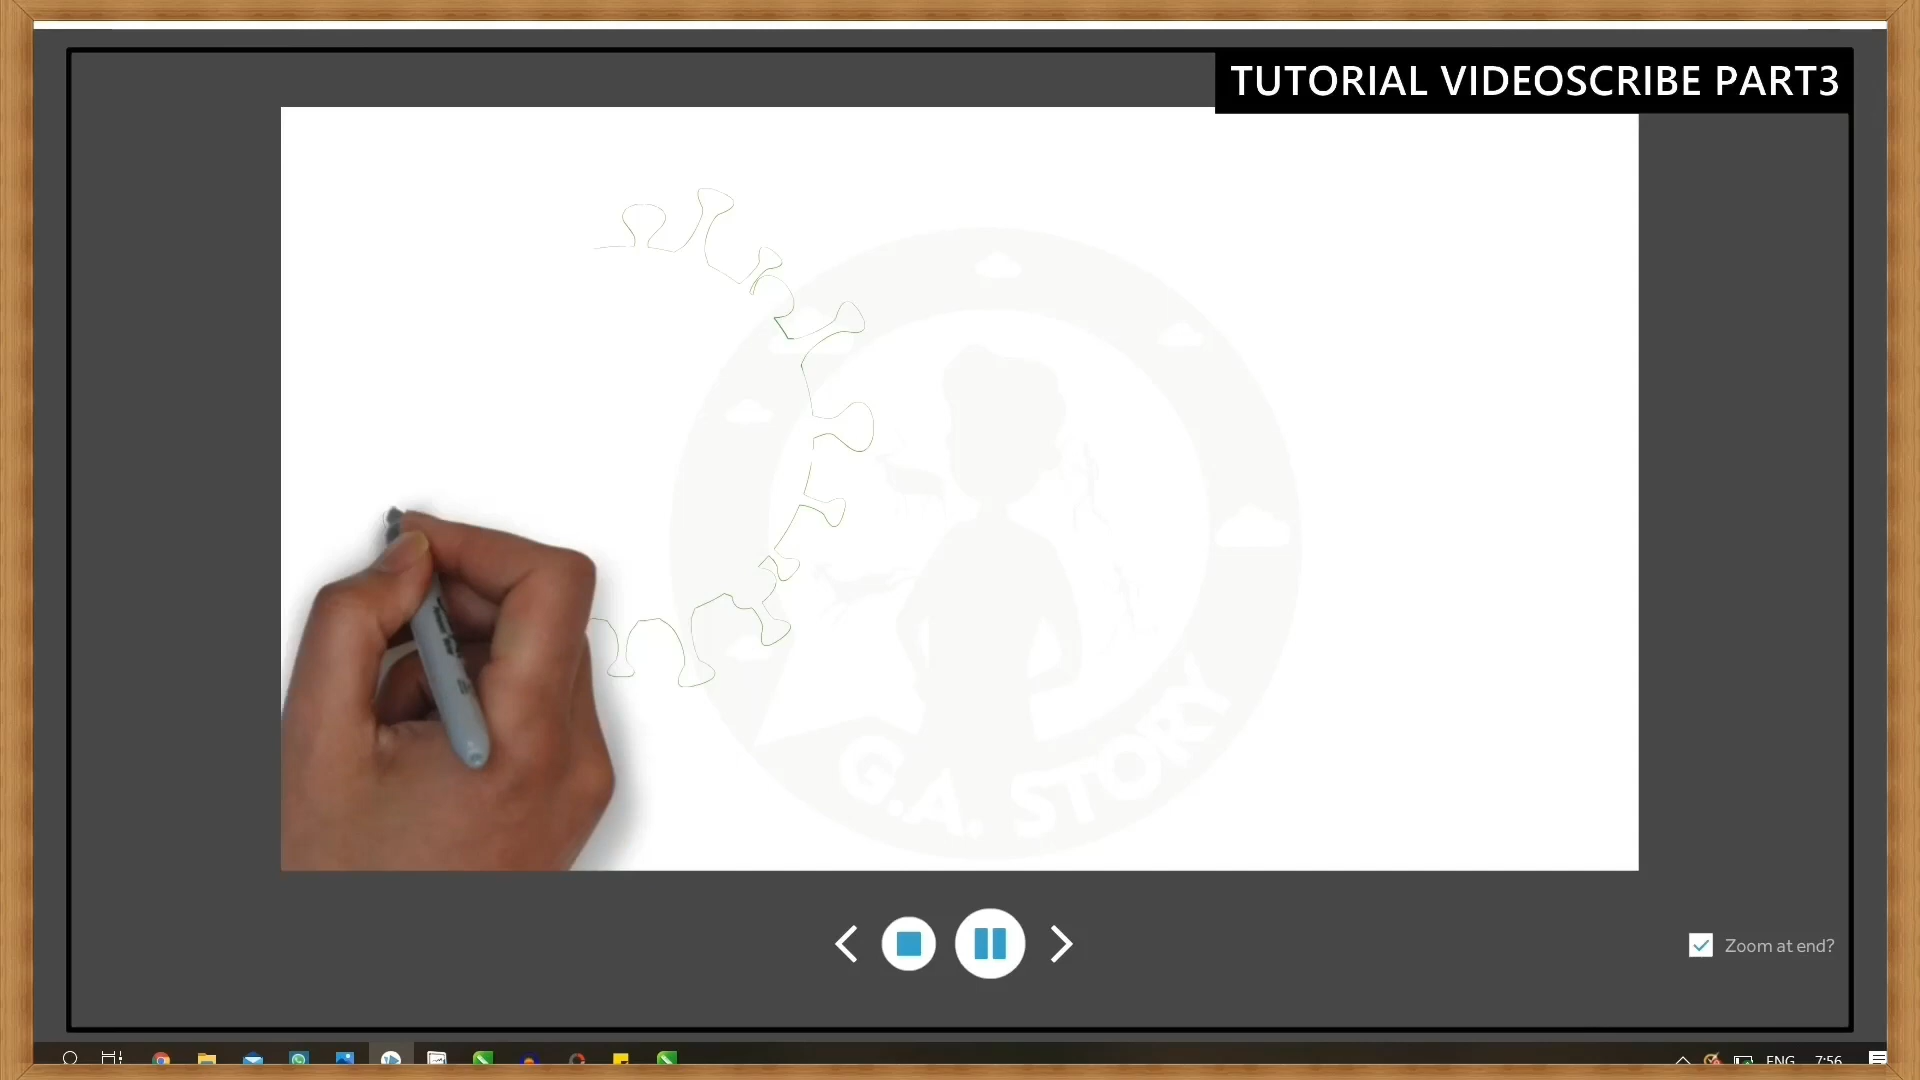 TUTORIAL VIDEOSCRIBE PART3
G.A. STORY
Zoom at end?
ENG
7:56